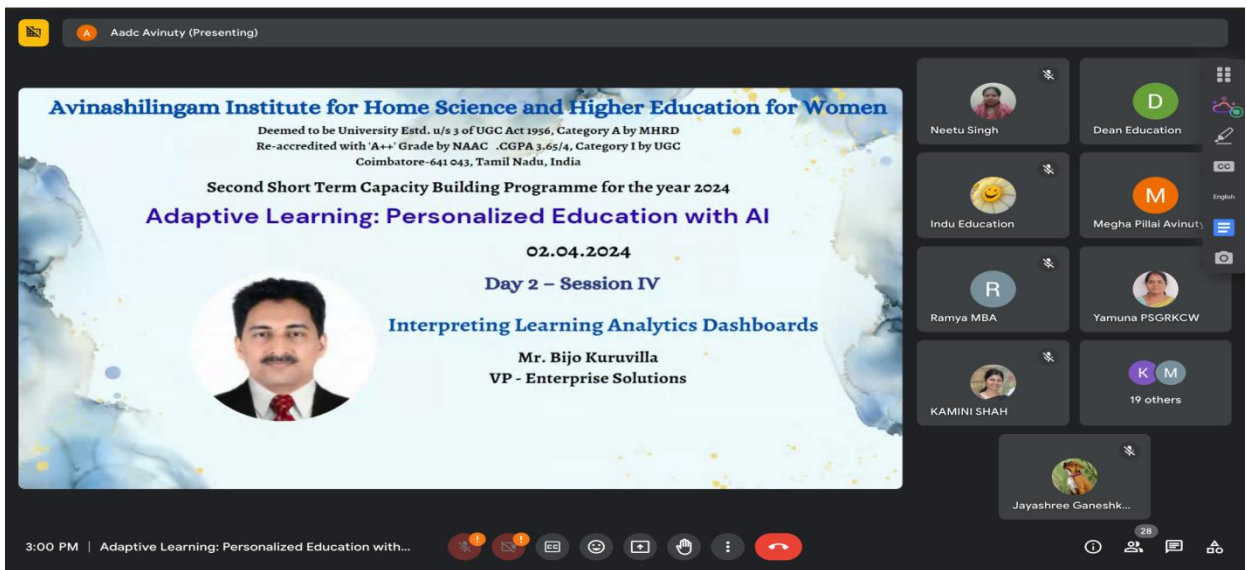 A Aadc Avinuty (Presenting)
Avinashilingam Institute for Home Science and Higher Education for Women
Deemed to be University Estd. u/s 3 of UGC Act 1956, Category A by MHRD
Re-accredited with 'A++' Grade by NAAC .CGPA 3.65/4, Category I by UGC
Coimbatore-641 043, Tamil Nadu, India
Second Short Term Capacity Building Programme for the year 2024
Adaptive Learning: Personalized Education with AI
02.04.2024
Day 2 – Session IV
Interpreting Learning Analytics Dashboards
Mr. Bijo Kuruvilla
VP - Enterprise Solutions
Neetu Singh
D
Dean Education
Indu Education
M
Megha Pillai Avinuty
R
Ramya MBA
Yamuna PSGRKCW
KAMINI SHAH
K M
19 others
Jayashree Ganeshk...
CC
English
3:00 PM | Adaptive Learning: Personalized Education with...
CC
28